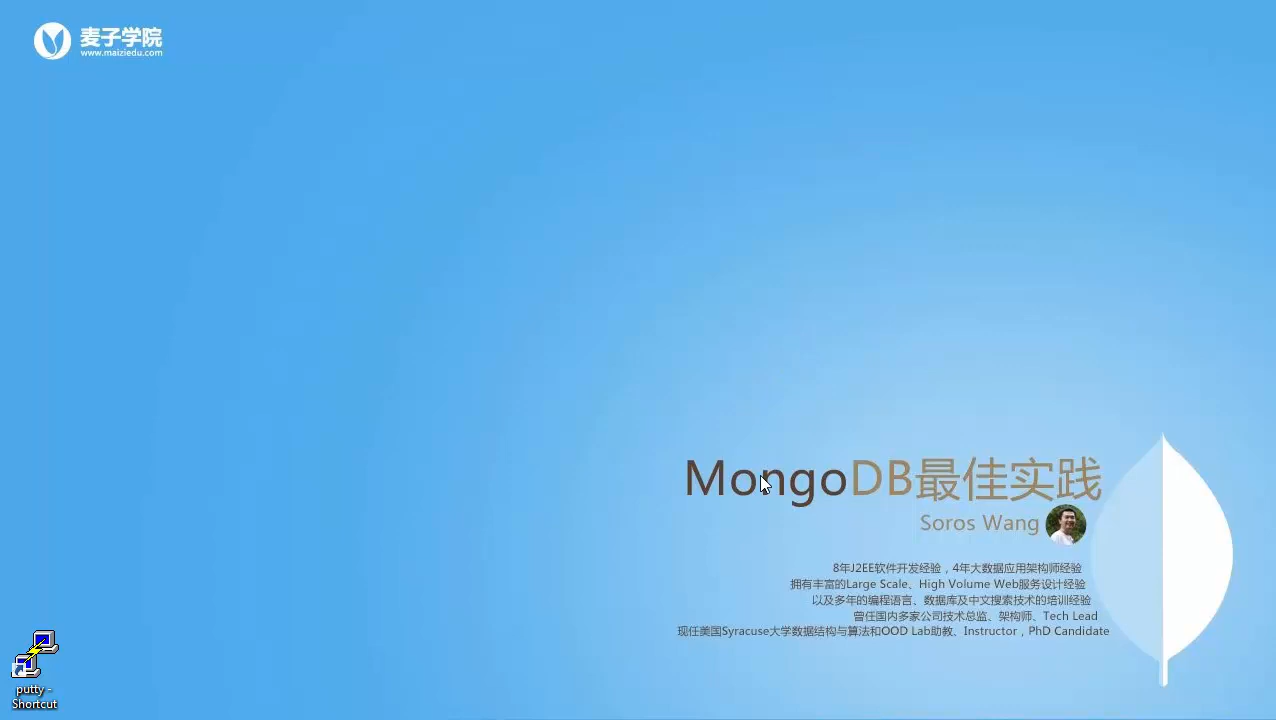 麦子学院
www.maiziedu.com
MongoDB最佳实践
Soros Wang
8年J2EE软件开发经验，4年大数据应用架构师经验
拥有丰富的Large Scale、High Volume Web服务设计经验
以及多年的编程语言、数据库及中文搜索技术的培训经验
曾任国内多家公司技术总监、架构师、Tech Lead
现任美国Syracuse大学数据结构与算法和OOD Lab助教、Instructor，PhD Candidate
putty -
Shortcut